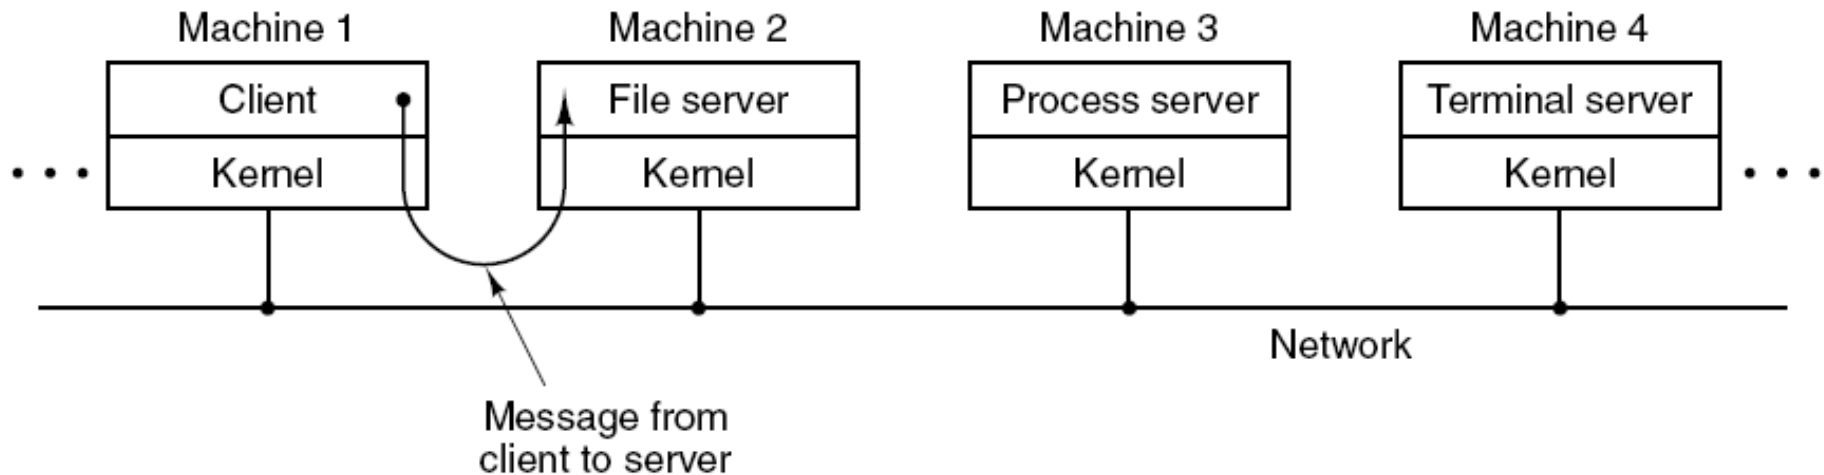 Machine 1 Machine 2 Machine 3 Machine 4
Client File server Process server Terminal server
Kernel Kernel Kernel Kernel
Network
Message from
client to server